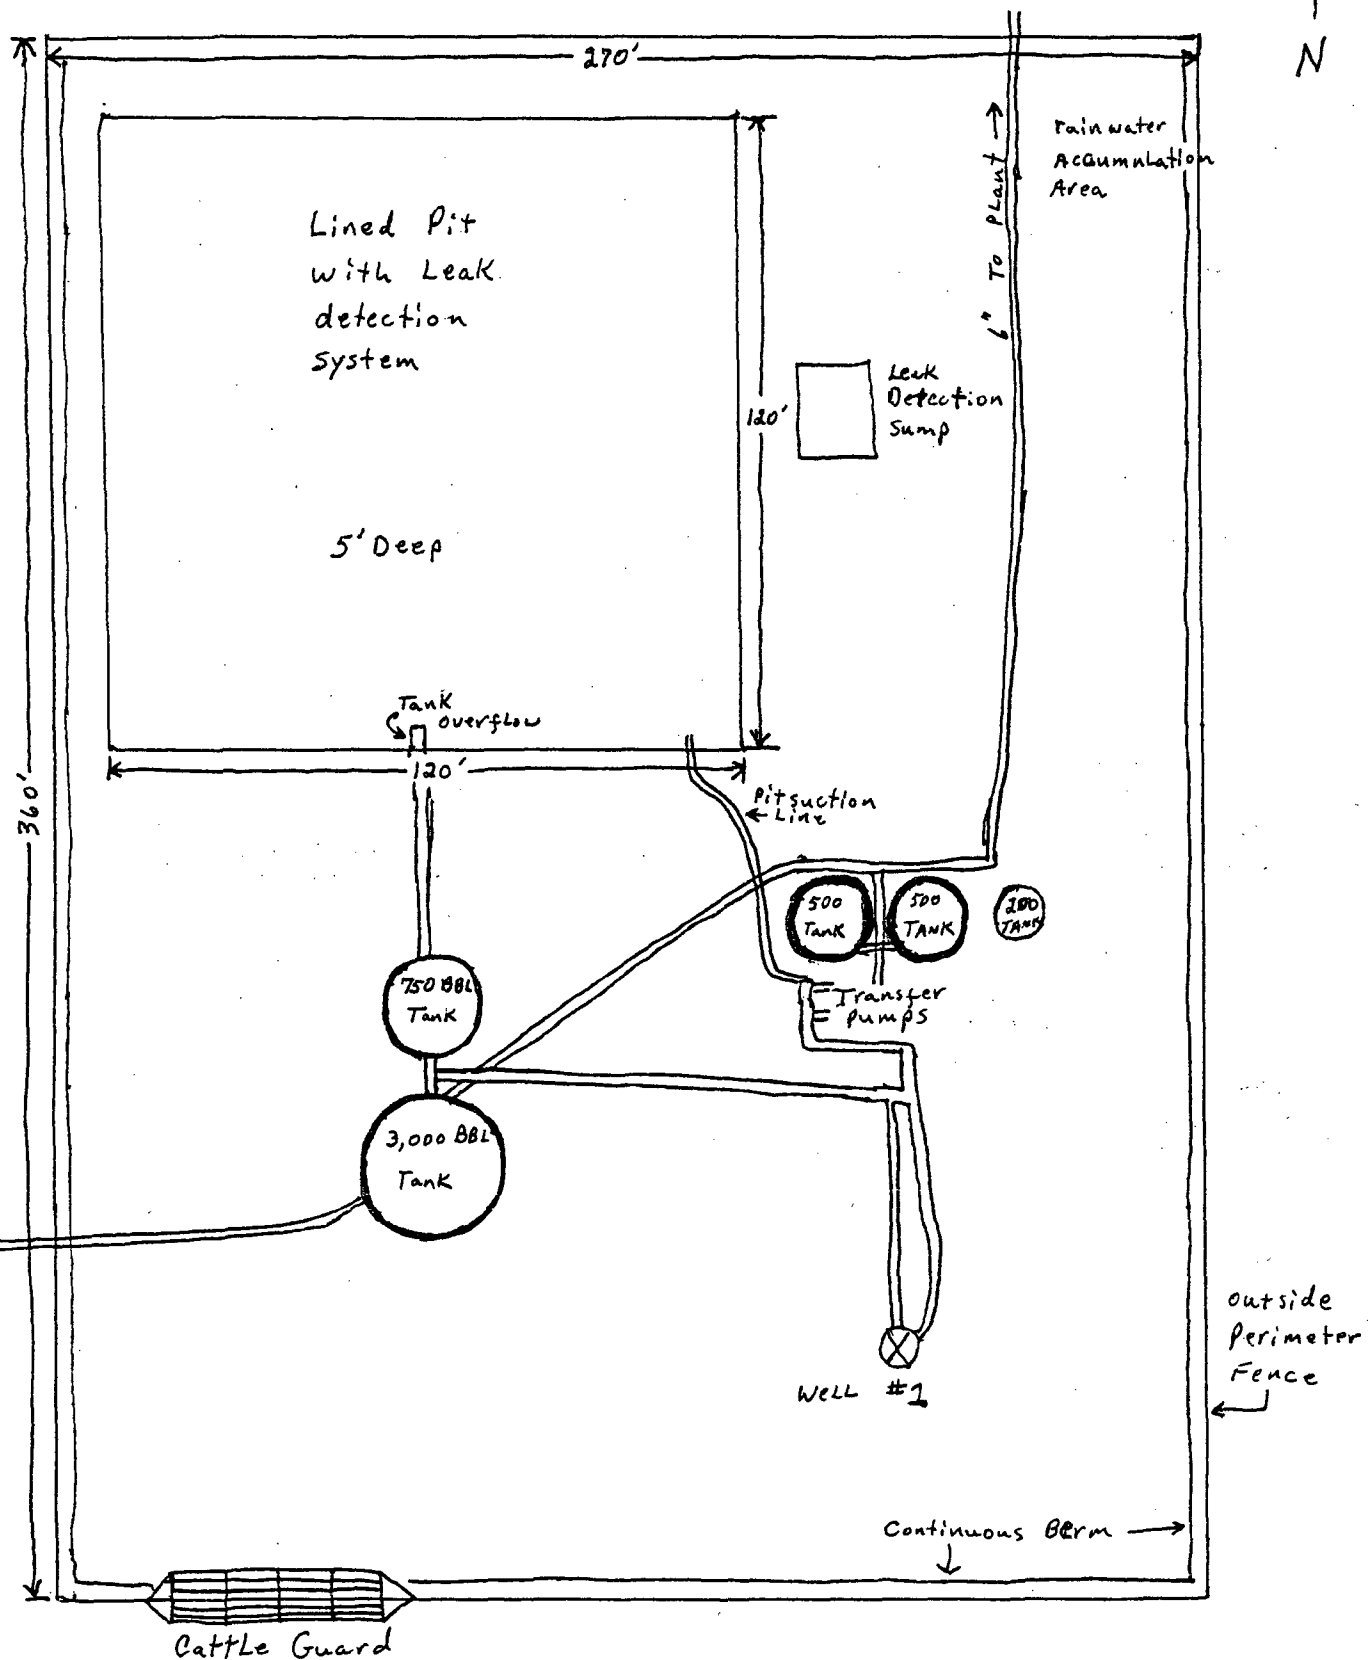 N
270'
rainwater
Accumulation
Area
6" To Plant
Lined Pit
with Leak
detection
system
120'
Leak
Detection
Sump
5' Deep
Tank
overflow
120'
360'
Pit suction
Line
500
Tank
500
TANK
TANK
750 BBL
Tank
Transfer
Pumps
3,000 BBL
Tank
WELL #1
Outside
Perimeter
Fence
Continuous Berm
Cattle Guard